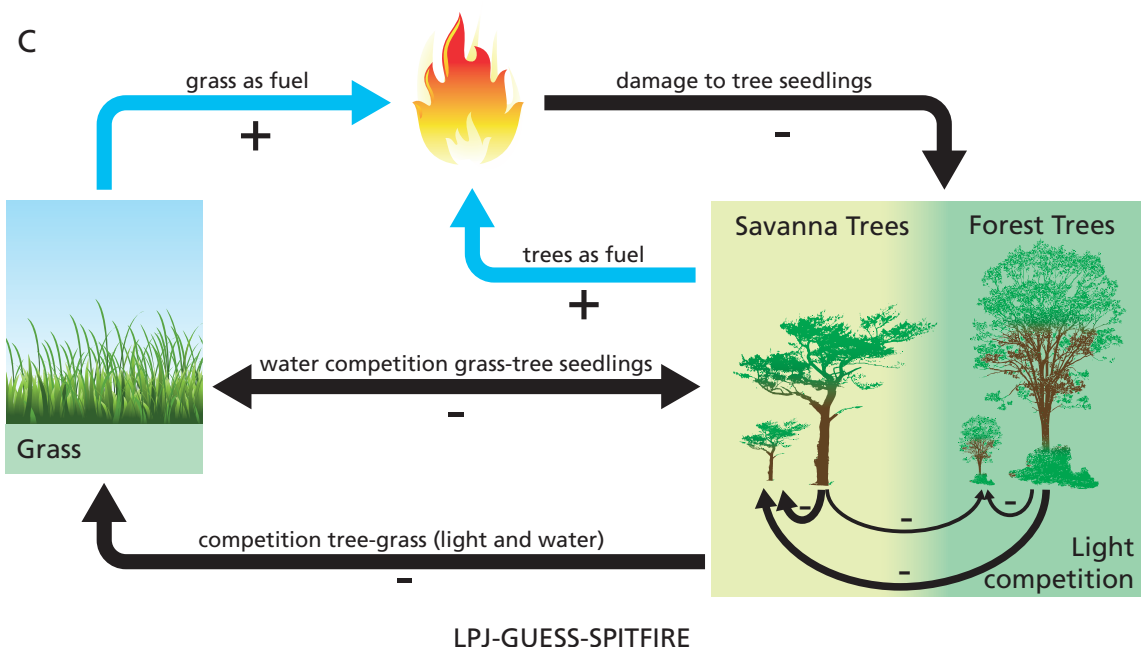 C
grass as fuel
+
damage to tree seedlings
-
Savanna Trees
Forest Trees
trees as fuel
+
water competition grass-tree seedlings
-
Grass
-
-
-
-
competition tree-grass (light and water)
-
Light
competition
LPJ-GUESS-SPITFIRE